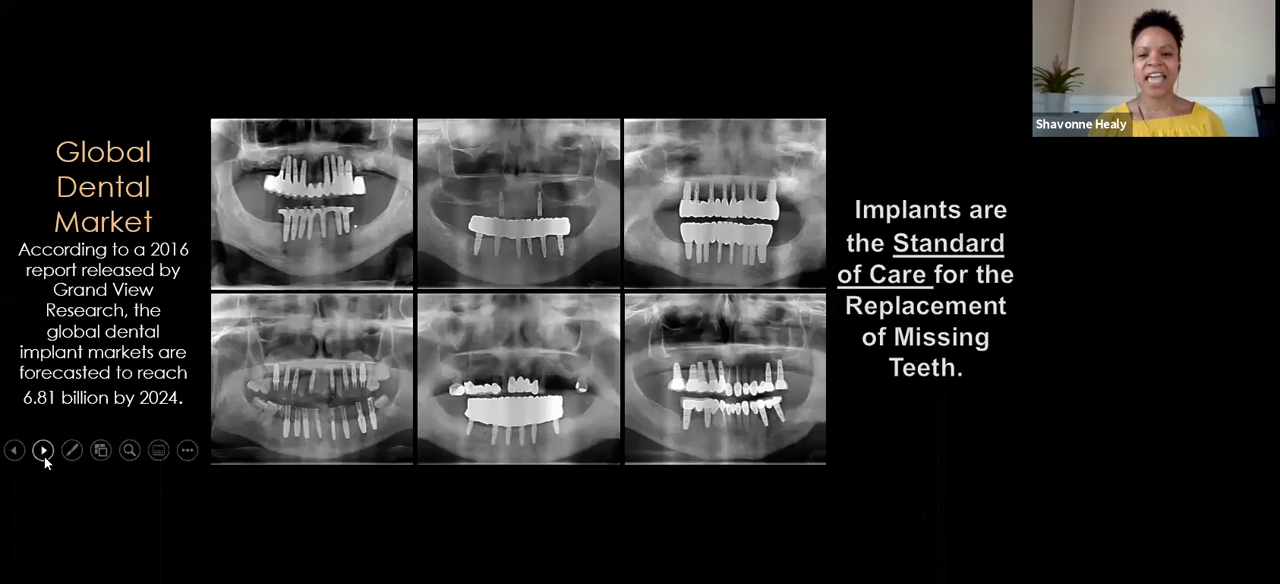 Global
Dental
Market
According to a 2016
report released by
Grand View
Research, the
global dental
implant markets are
forecasted to reach
6.81 billion by 2024.
Implants are
the Standard
of Care for the
Replacement
of Missing
Teeth.
Shavonne Healy